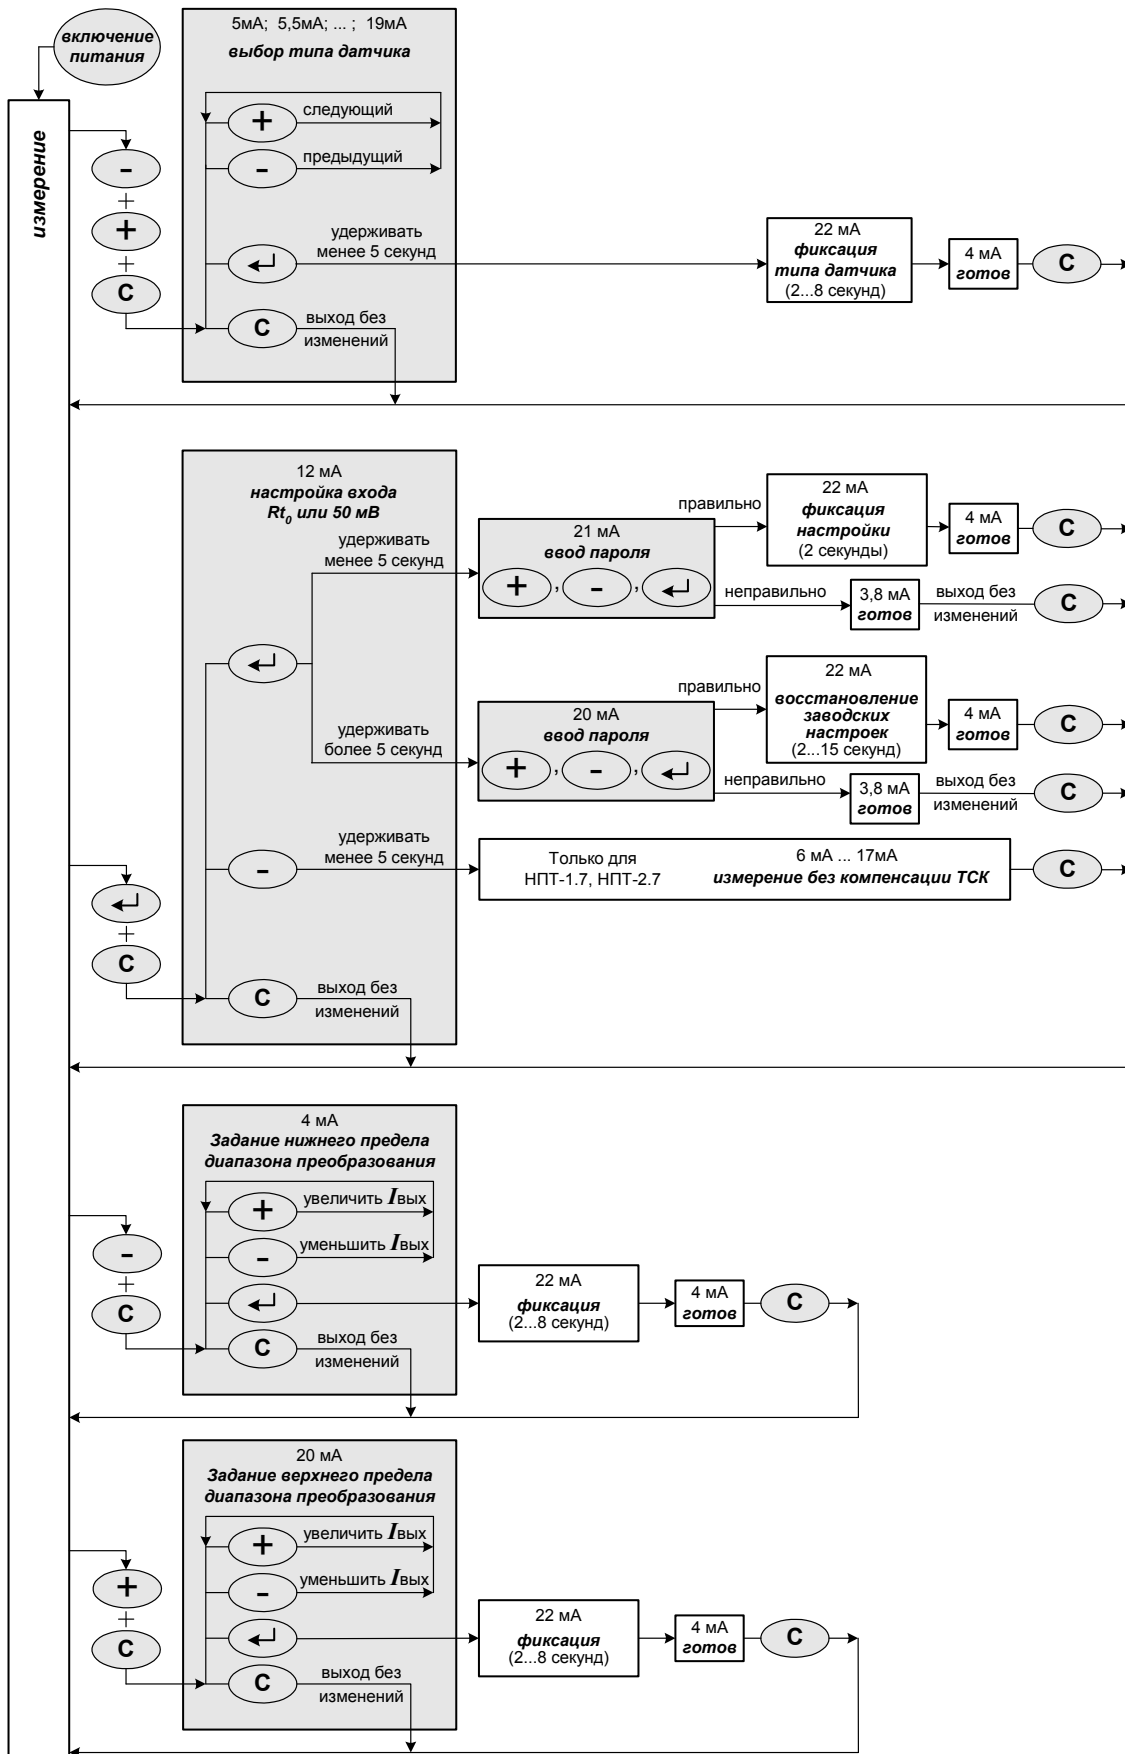 включение
питания
измерение
5мА; 5,5мА; ... ; 19мА
выбор типа датчика
-
+
+
+
C
+
следующий
-
предыдущий
удерживать
менее 5 секунд
C
выход без
изменений
22 мА
фиксация
типа датчика
(2...8 секунд)
4 мА
готов
C
12 мА
настройка входа
Rt0 или 50 мВ
удерживать
менее 5 секунд
21 мА
ввод пароля
+ , - ,
правильно
22 мА
фиксация
настройки
(2 секунды)
4 мА
готов
C
неправильно
3,8 мА
готов
выход без
изменений
C
удерживать
более 5 секунд
20 мА
ввод пароля
+ , - ,
правильно
22 мА
восстановление
заводских
настроек
(2...15 секунд)
4 мА
готов
C
неправильно
3,8 мА
готов
выход без
изменений
C
-
удерживать
менее 5 секунд
Только для
НПТ-1.7, НПТ-2.7
6 мА ... 17мА
измерение без компенсации ТСК
C
+
C
C
выход без
изменений
4 мА
Задание нижнего предела
диапазона преобразования
+
увеличить Iвых
-
уменьшить Iвых
-
+
C
22 мА
фиксация
(2...8 секунд)
4 мА
готов
C
C
выход без
изменений
20 мА
Задание верхнего предела
диапазона преобразования
+
увеличить Iвых
-
уменьшить Iвых
+
+
C
22 мА
фиксация
(2...8 секунд)
4 мА
готов
C
C
выход без
изменений